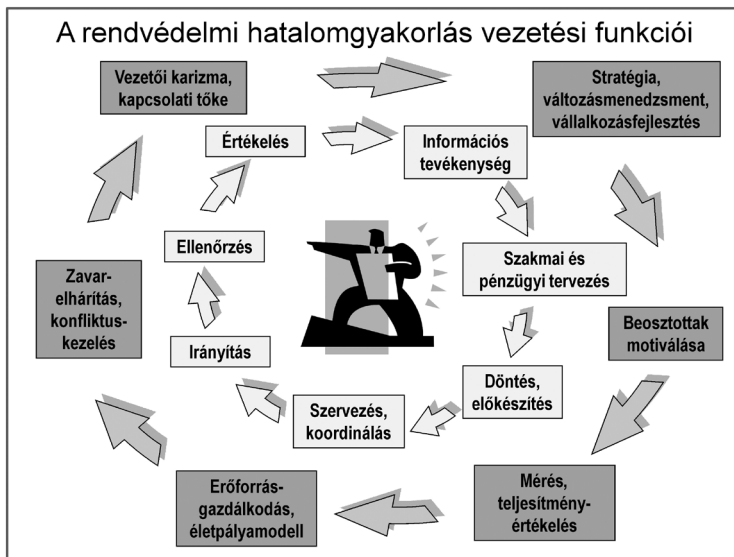 A rendvédelmi hatalomgyakorlás vezetési funkciói
Vezetői karizma,
kapcsolati tőke
Stratégia,
változásmenedzsment,
vállalkozásfejlesztés
Értékelés
Információs
tevékenység
Ellenőrzés
Szakmai és
pénzügyi tervezés
Zavar-
elhárítás,
konfliktus-
kezelés
Irányítás
Beosztottak
motiválása
Döntés,
előkészítés
Szervezés,
koordinálás
Erőforrás-
gazdálkodás,
életpályamodell
Mérés,
teljesítmény-
értékelés